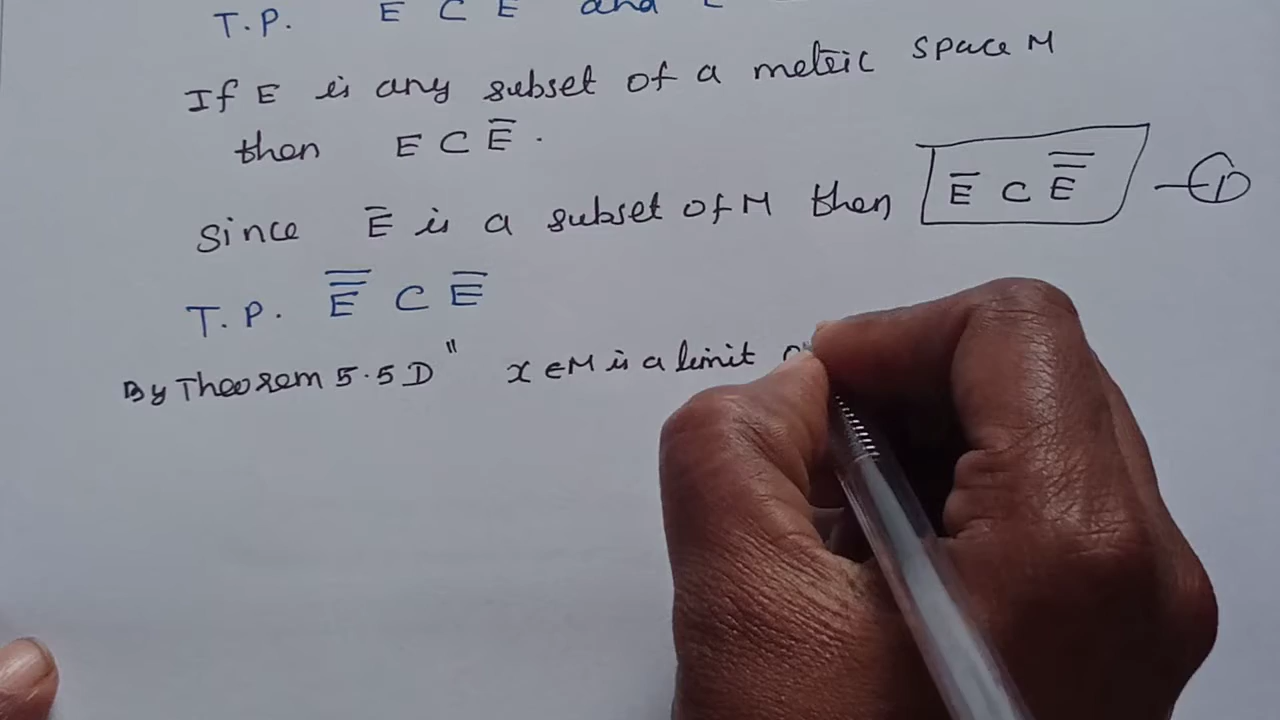 T.P. E C E and
If E is any subset of a metric space M
then E C E̅ .
Since E̅ is a subset of M then E̅ C E̿ — ①
T.P. E̿ C E̅
By Theorem 5.5D " x ∈ M is a limit